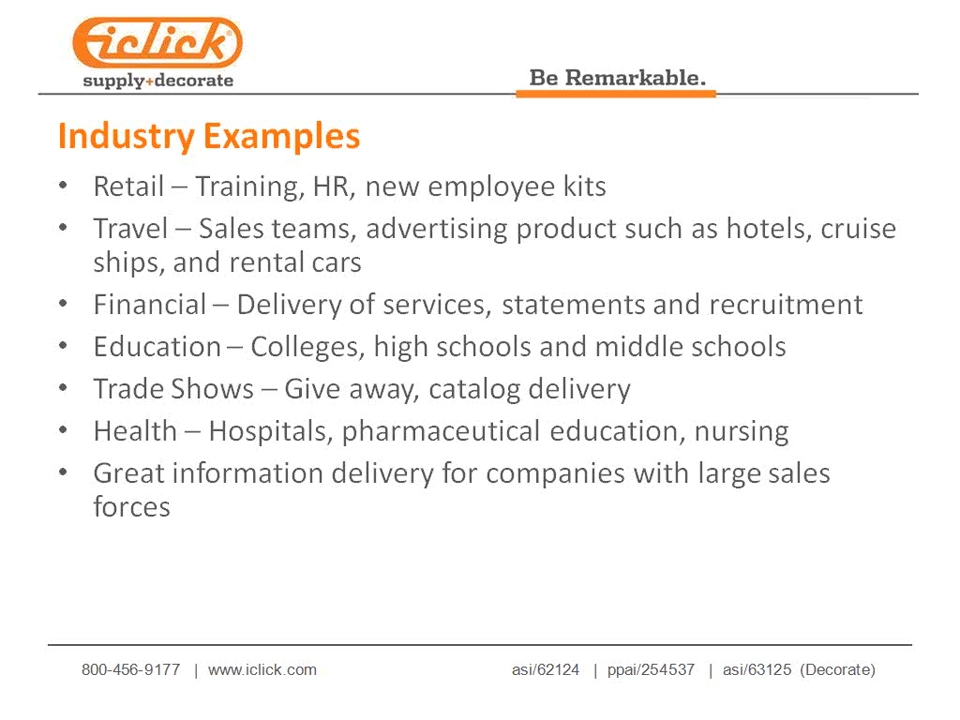 iclick®
supply+decorate
Be Remarkable.
Industry Examples
• Retail – Training, HR, new employee kits
• Travel – Sales teams, advertising product such as hotels, cruise
ships, and rental cars
• Financial – Delivery of services, statements and recruitment
• Education – Colleges, high schools and middle schools
• Trade Shows – Give away, catalog delivery
• Health – Hospitals, pharmaceutical education, nursing
• Great information delivery for companies with large sales
forces
800-456-9177 | www.iclick.com asi/62124 | ppai/254537 | asi/63125 (Decorate)